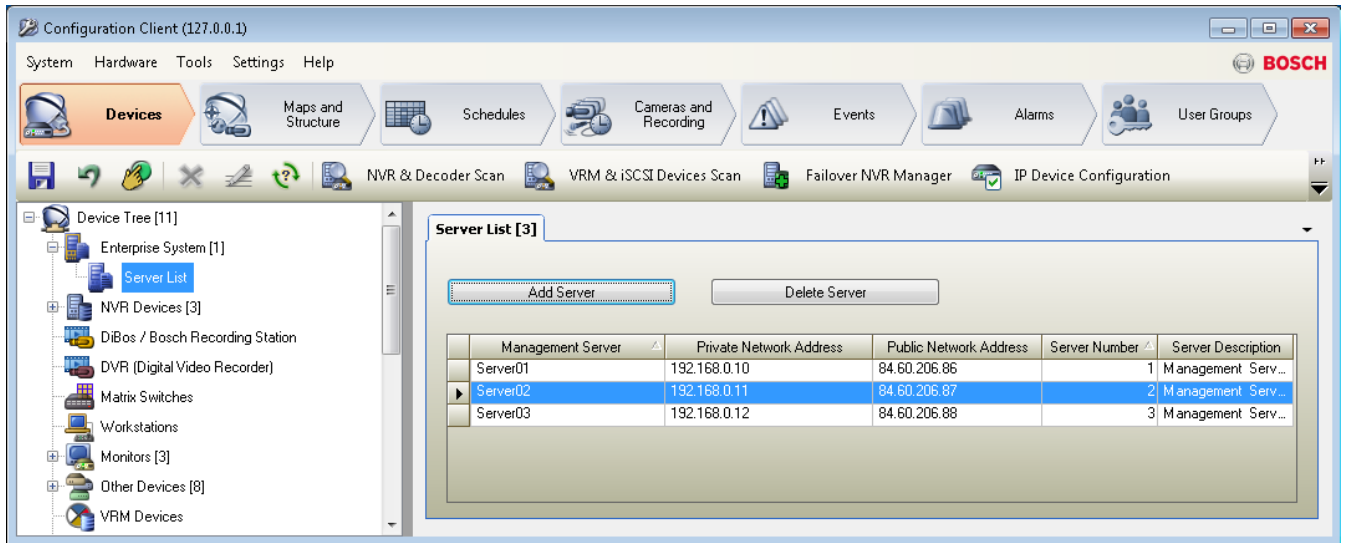 Configuration Client (127.0.0.1)
System Hardware Tools Settings Help
BOSCH
Devices
Maps and Structure
Schedules
Cameras and Recording
Events
Alarms
User Groups
NVR & Decoder Scan VRM & iSCSI Devices Scan Failover NVR Manager IP Device Configuration
Device Tree [11]
Enterprise System [1]
Server List
NVR Devices [3]
DiBos / Bosch Recording Station
DVR (Digital Video Recorder)
Matrix Switches
Workstations
Monitors [3]
Other Devices [8]
VRM Devices
Server List [3]
Add Server Delete Server
Management Server Private Network Address Public Network Address Server Number Server Description
Server01 192.168.0.10 84.60.206.86 1 Management Serv...
Server02 192.168.0.11 84.60.206.87 2 Management Serv...
Server03 192.168.0.12 84.60.206.88 3 Management Serv...